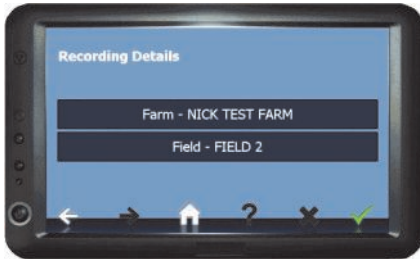 Recording Details
Farm - NICK TEST FARM
Field - FIELD 2
?